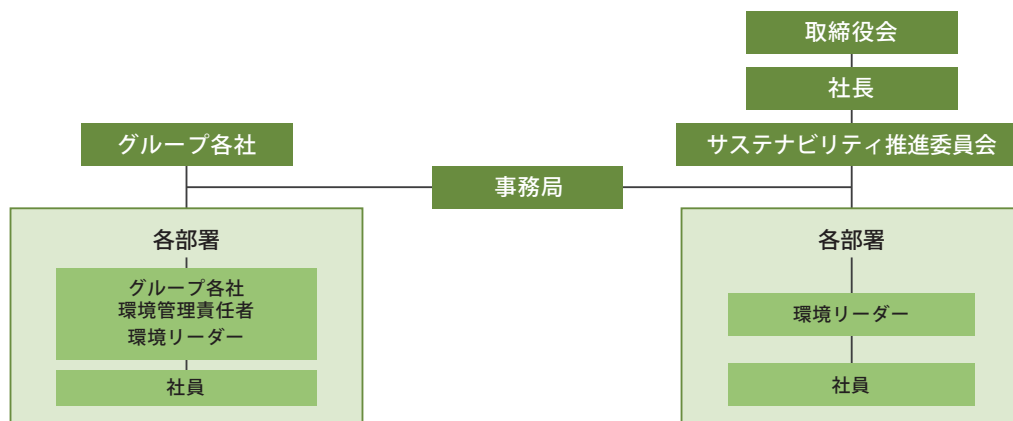 取締役会
社長
グループ各社
サステナビリティ推進委員会
事務局
各部署
グループ各社
環境管理責任者
環境リーダー
社員
各部署
環境リーダー
社員